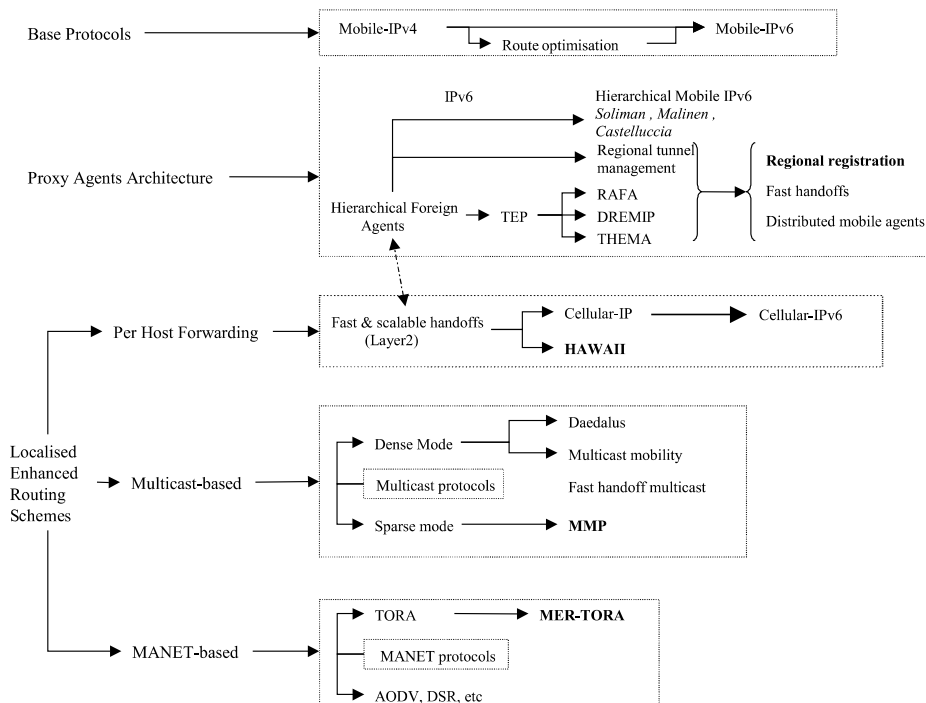 Base Protocols
Mobile-IPv4
Mobile-IPv6
Route optimisation
Proxy Agents Architecture
IPv6
Hierarchical Mobile IPv6
Soliman , Malinen ,
Castelluccia
Regional tunnel
management
Hierarchical Foreign
Agents
TEP
RAFA
DREMIP
THEMA
Regional registration
Fast handoffs
Distributed mobile agents
Localised
Enhanced
Routing
Schemes
Per Host Forwarding
Fast & scalable handoffs
(Layer2)
Cellular-IP
Cellular-IPv6
HAWAII
Multicast-based
Dense Mode
Daedalus
Multicast mobility
Multicast protocols
Fast handoff multicast
Sparse mode
MMP
MANET-based
TORA
MER-TORA
MANET protocols
AODV, DSR, etc